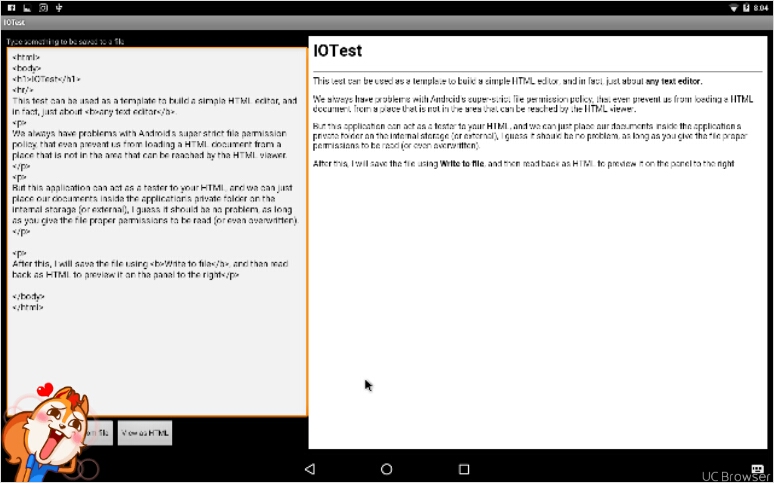 8:04
IOTest
Type something to be saved to a file
<html>
<body>
<h1>IOTest</h1>
<hr/>
This test can be used as a template to build a simple HTML editor, and
in fact, just about <b>any text editor</b>.
<p>
We always have problems with Android's super strict file permission
policy, that even prevent us from loading a HTML document from a
place that is not in the area that can be reached by the HTML viewer.
</p>
<p>
But this application can act as a tester to your HTML, and we can just
place our documents inside the application's private folder on the
internal storage (or external), I guess it should be no problem, as long
as you give the file proper permissions to be read (or even overwritten).
</p>
<p>
After this, I will save the file using <b>Write to file</b>, and then read
back as HTML to preview it on the panel to the right</p>
</body>
</html>
file
View as HTML
IOTest
This test can be used as a template to build a simple HTML editor, and in fact, just about any text editor.
We always have problems with Android's super-strict file permission policy, that even prevent us from loading a HTML
document from a place that is not in the area that can be reached by the HTML viewer.
But this application can act as a tester to your HTML, and we can just place our documents inside the application's
private folder on the internal storage (or external), I guess it should be no problem, as long as you give the file proper
permissions to be read (or even overwritten).
After this, I will save the file using Write to file, and then read back as HTML to preview it on the panel to the right
UC Browser